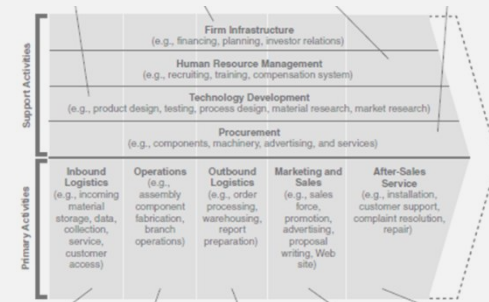 Support Activities
Firm Infrastructure
(e.g., financing, planning, investor relations)
Human Resource Management
(e.g., recruiting, training, compensation system)
Technology Development
(e.g., product design, testing, process design, material research, market research)
Procurement
(e.g., components, machinery, advertising, and services)
Primary Activities
Inbound
Logistics
(e.g., incoming
material
storage, data,
collection,
service,
customer
access)
Operations
(e.g.,
assembly
component
fabrication,
branch
operations)
Outbound
Logistics
(e.g., order
processing,
warehousing,
report
preparation)
Marketing and
Sales
(e.g., sales
force,
promotion,
advertising,
proposal
writing, Web
site)
After-Sales
Service
(e.g., installation,
customer support,
complaint resolution,
repair)